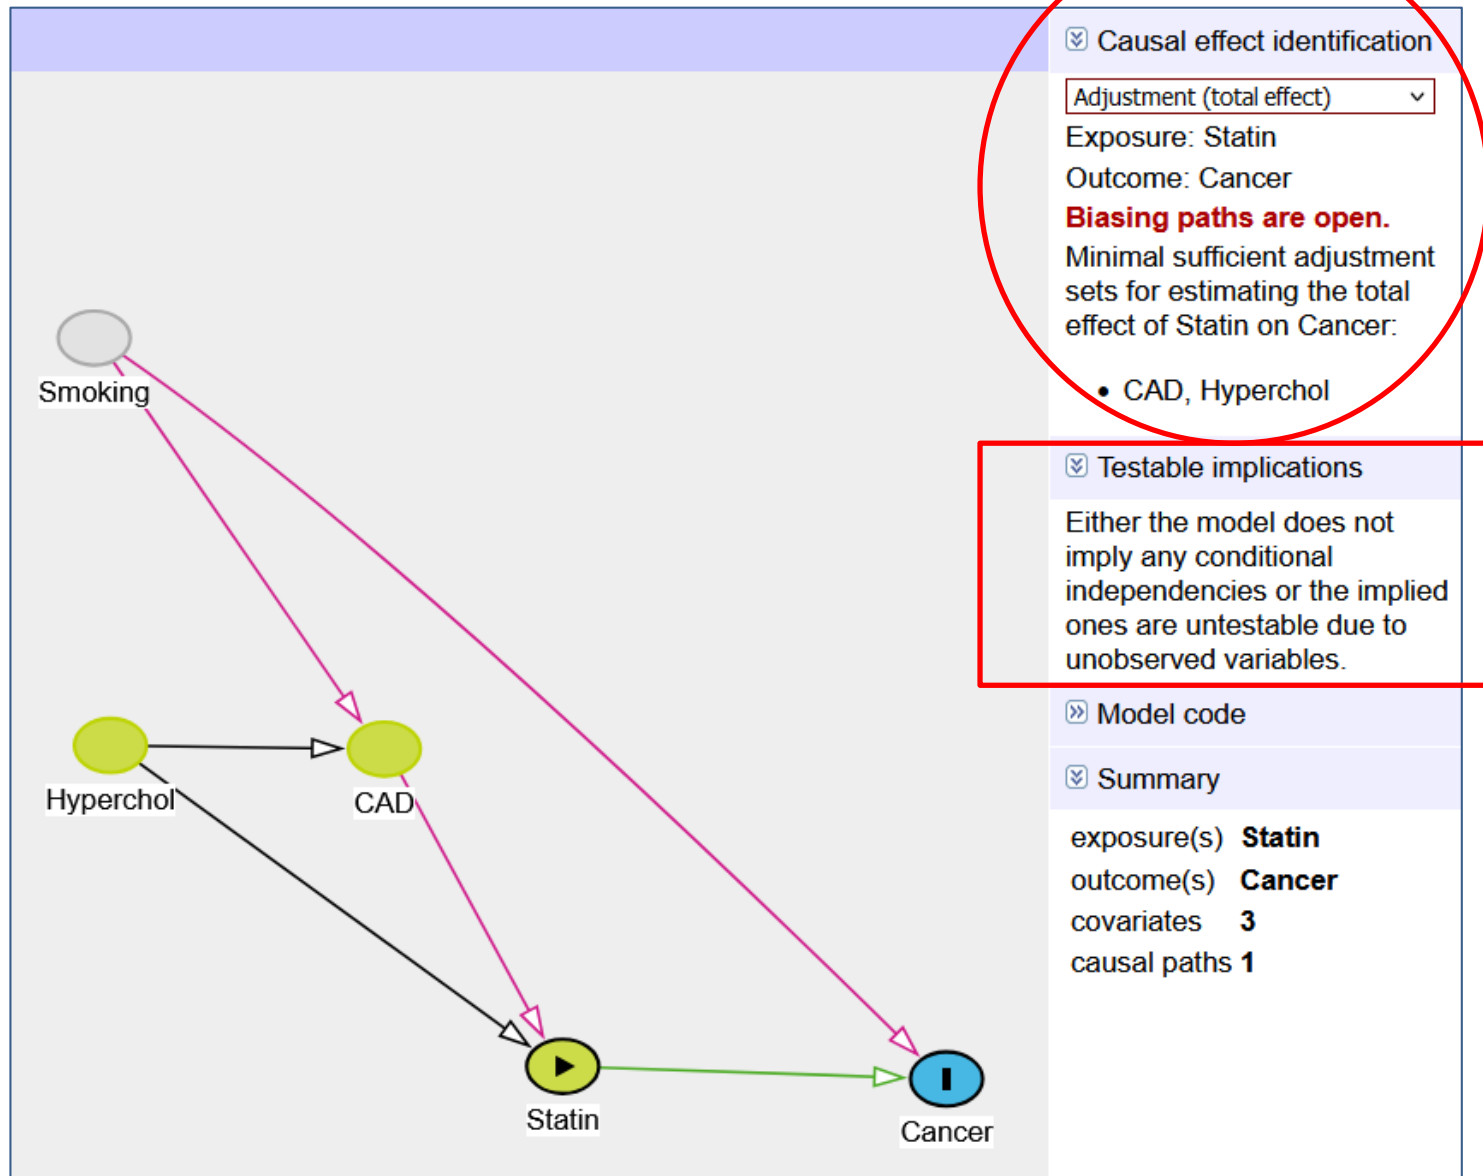 Causal effect identification
Adjustment (total effect)
Exposure: Statin
Outcome: Cancer
Biasing paths are open.
Minimal sufficient adjustment
sets for estimating the total
effect of Statin on Cancer:
• CAD, Hyperchol
Testable implications
Either the model does not
imply any conditional
independencies or the implied
ones are untestable due to
unobserved variables.
Model code
Summary
exposure(s) Statin
outcome(s) Cancer
covariates 3
causal paths 1
Smoking
Hyperchol
CAD
Statin
Cancer